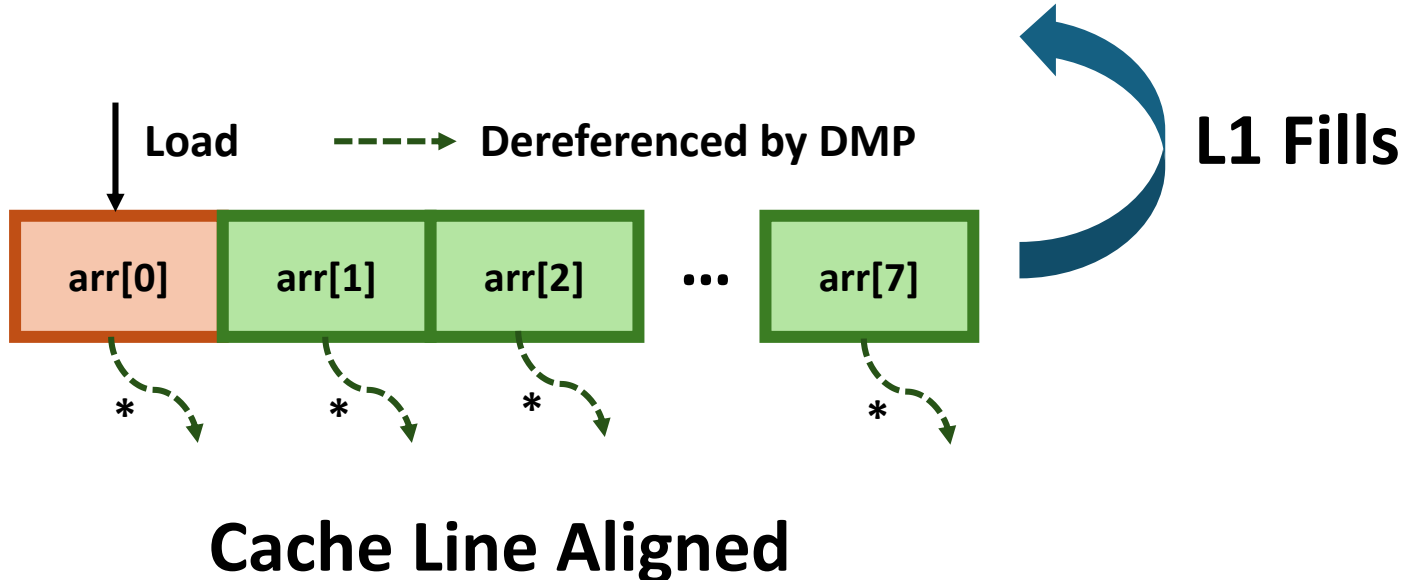 Load
Dereferenced by DMP
L1 Fills
arr[0]
arr[1]
arr[2]
...
arr[7]
*
*
*
*
Cache Line Aligned